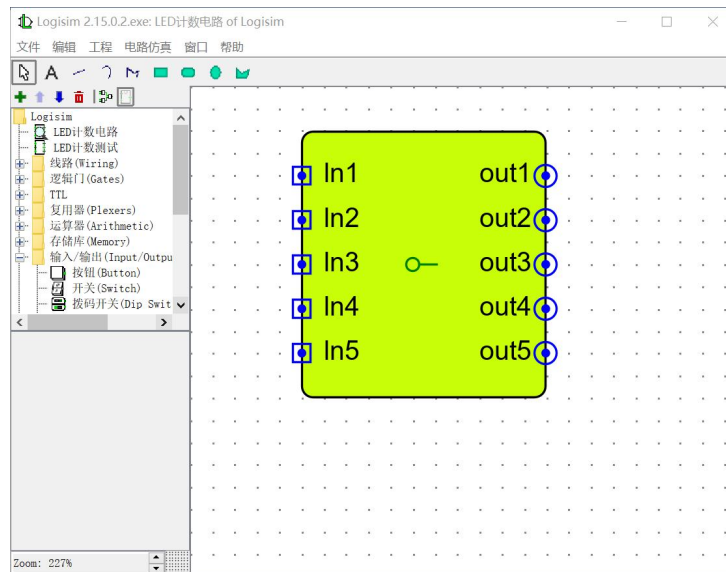 Logisim 2.15.0.2.exe: LED计数电路 of Logisim
文件 编辑 工程 电路仿真 窗口 帮助
A
Logisim
LED计数电路
LED计数测试
线路(Wiring)
逻辑门(Gates)
TTL
复用器(Plexers)
运算器(Arithmetic)
存储库(Memory)
输入/输出(Input/Outpu
按钮(Button)
开关(Switch)
拨码开关(Dip Swit
In1 out1
In2 out2
In3 out3
In4 out4
In5 out5
Zoom: 227%